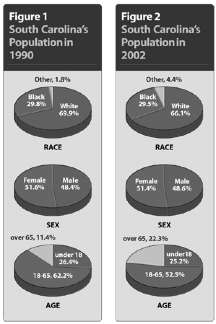 Figure 1
South Carolina's
Population in
1990
Other, 1.8%
Black
29.8%
White
69.9%
RACE
Female
51.6%
Male
48.4%
SEX
over 65, 11.4%
under 18
26.4%
18-65, 62.2%
AGE
Figure 2
South Carolina's
Population in
2002
Other, 4.4%
Black
29.5%
White
66.1%
RACE
Female
51.4%
Male
48.6%
SEX
over 65, 22.3%
under 18
25.2%
18-65, 52.5%
AGE